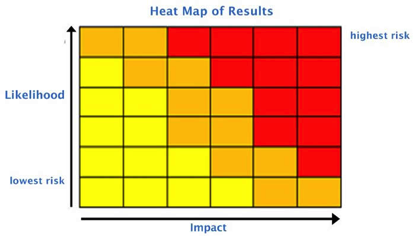 Heat Map of Results
highest risk
Likelihood
lowest risk
Impact